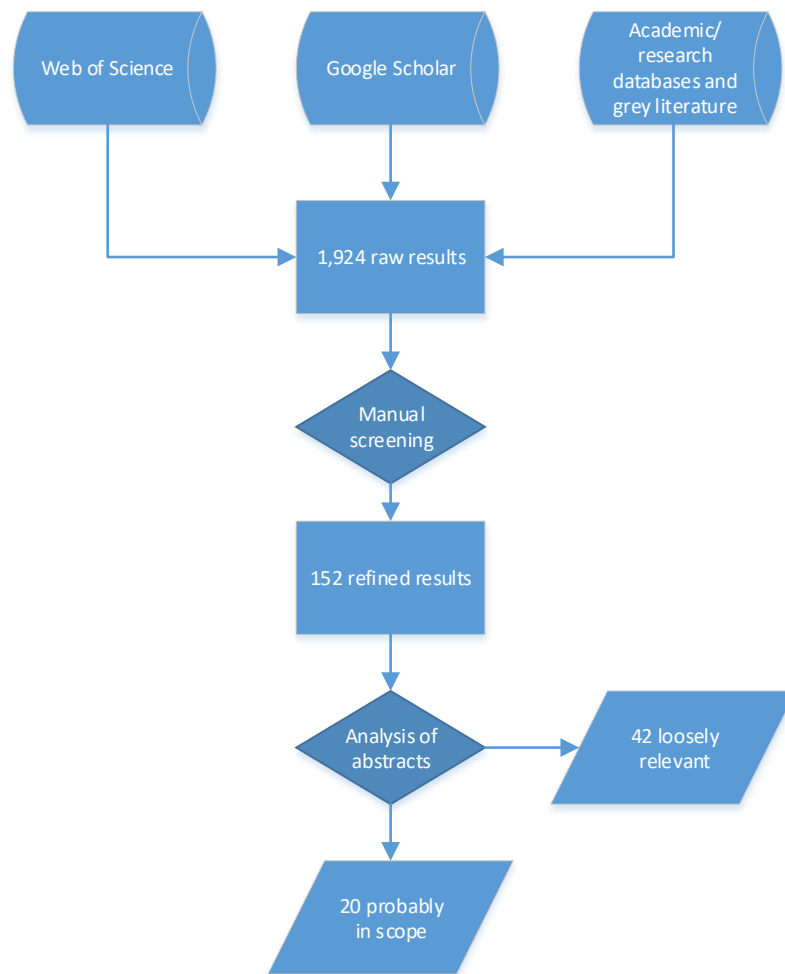 Web of Science
Google Scholar
Academic/
research
databases and
grey literature
1,924 raw results
Manual
screening
152 refined results
Analysis of
abstracts
42 loosely
relevant
20 probably
in scope